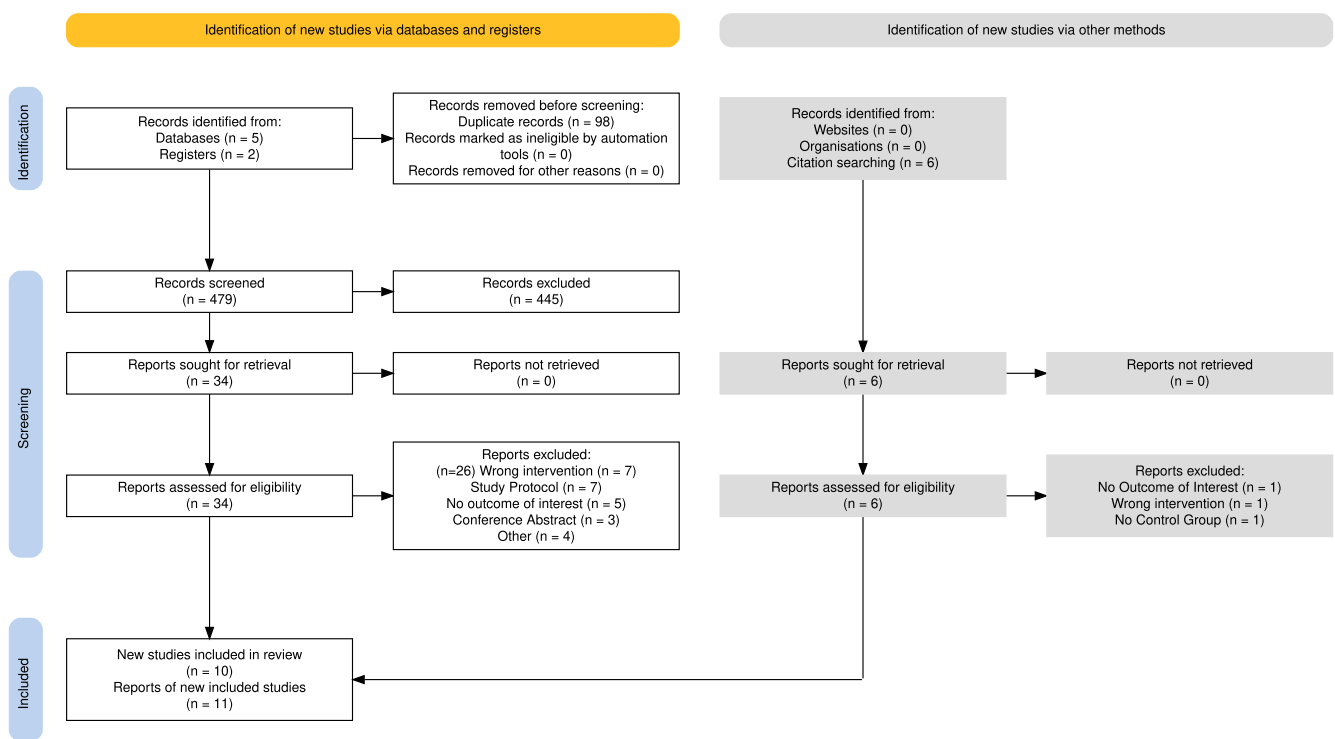 Identification of new studies via databases and registers
Identification of new studies via other methods
Identification
Records identified from:
Databases (n = 5)
Registers (n = 2)
Records removed before screening:
Duplicate records (n = 98)
Records marked as ineligible by automation
tools (n = 0)
Records removed for other reasons (n = 0)
Records identified from:
Websites (n = 0)
Organisations (n = 0)
Citation searching (n = 6)
Screening
Records screened
(n = 479)
Records excluded
(n = 445)
Reports sought for retrieval
(n = 34)
Reports not retrieved
(n = 0)
Reports sought for retrieval
(n = 6)
Reports not retrieved
(n = 0)
Reports assessed for eligibility
(n = 34)
Reports excluded:
(n=26) Wrong intervention (n = 7)
Study Protocol (n = 7)
No outcome of interest (n = 5)
Conference Abstract (n = 3)
Other (n = 4)
Reports assessed for eligibility
(n = 6)
Reports excluded:
No Outcome of Interest (n = 1)
Wrong intervention (n = 1)
No Control Group (n = 1)
Included
New studies included in review
(n = 10)
Reports of new included studies
(n = 11)